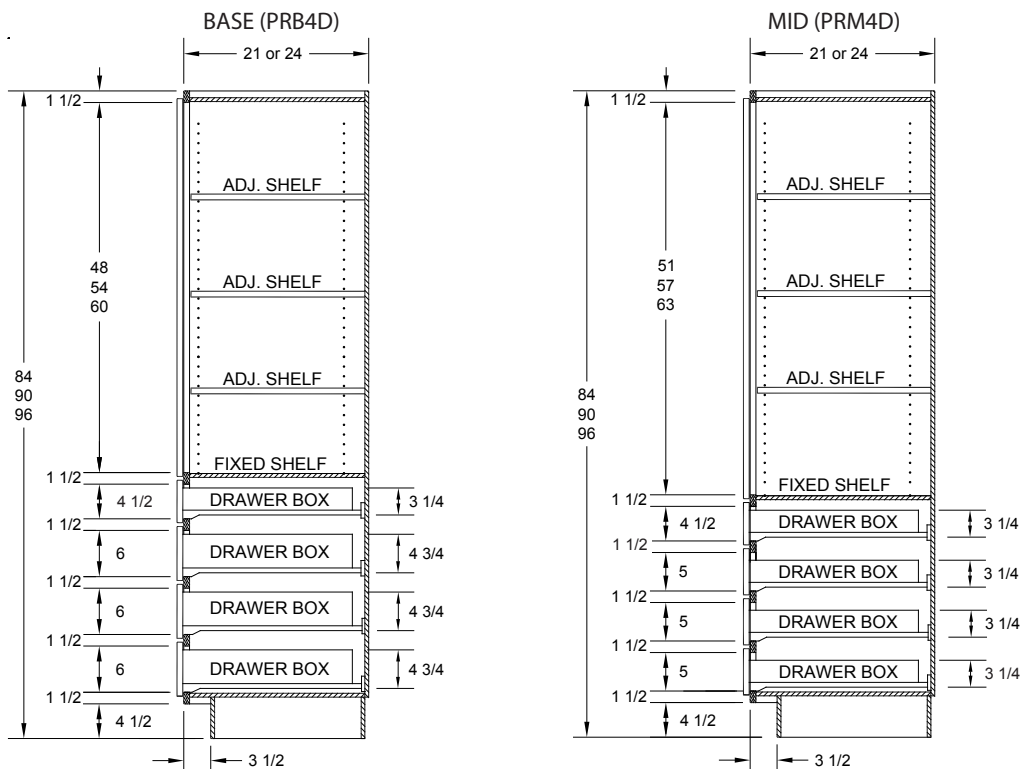 BASE (PRB4D)
21 or 24
1 1/2
48
54
60
84
90
96
ADJ. SHELF
ADJ. SHELF
ADJ. SHELF
FIXED SHELF
1 1/2
4 1/2
DRAWER BOX
3 1/4
1 1/2
6
DRAWER BOX
4 3/4
1 1/2
6
DRAWER BOX
4 3/4
1 1/2
6
DRAWER BOX
4 3/4
1 1/2
4 1/2
3 1/2
MID (PRM4D)
21 or 24
1 1/2
51
57
63
84
90
96
ADJ. SHELF
ADJ. SHELF
ADJ. SHELF
FIXED SHELF
1 1/2
4 1/2
DRAWER BOX
3 1/4
1 1/2
5
DRAWER BOX
3 1/4
1 1/2
5
DRAWER BOX
3 1/4
1 1/2
5
DRAWER BOX
3 1/4
1 1/2
4 1/2
3 1/2